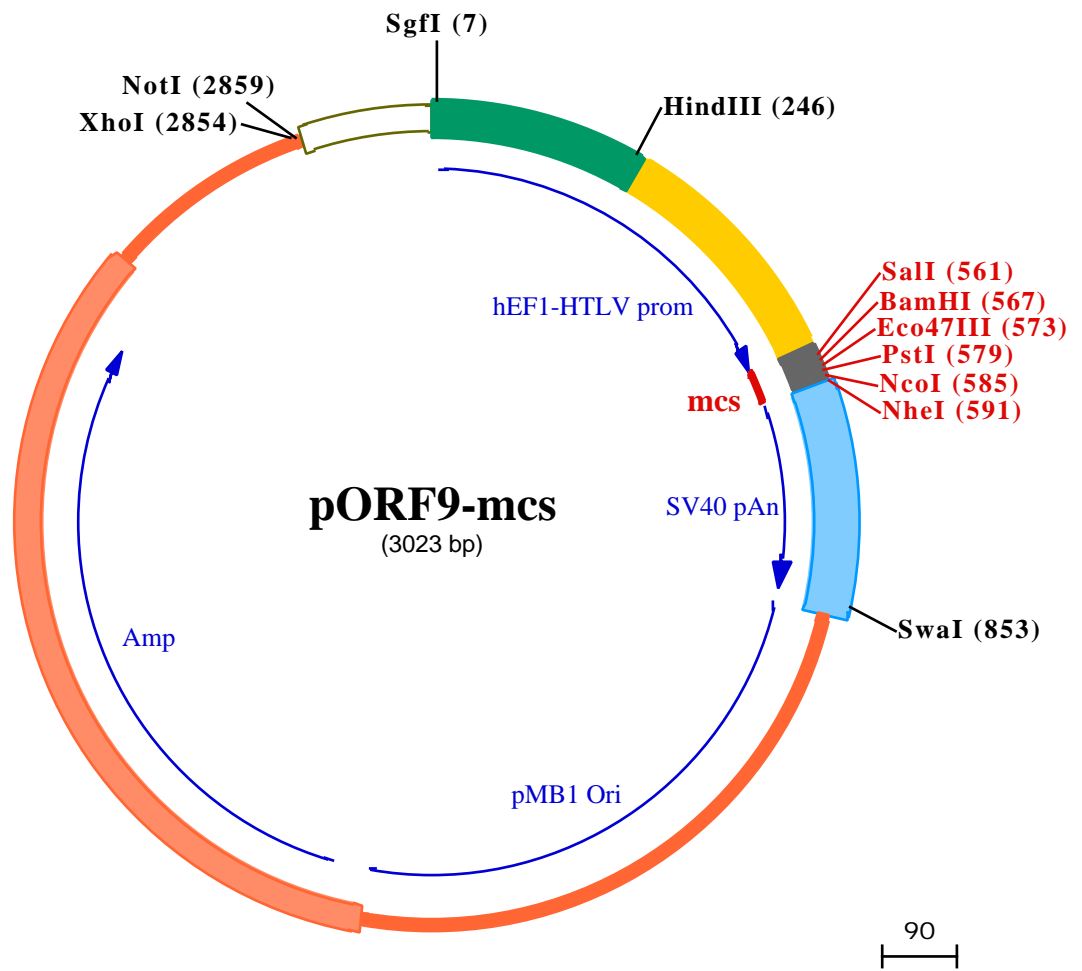 SgfI (7)
NotI (2859)
XhoI (2854)
HindIII (246)
SalI (561)
BamHI (567)
Eco47III (573)
PstI (579)
NcoI (585)
NheI (591)
hEF1-HTLV prom
mcs
pORF9-mcs
(3023 bp)
SV40 pAn
SwaI (853)
Amp
pMB1 Ori
90